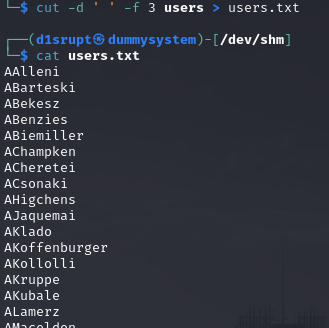 └─$ cut -d ' ' -f 3 users > users.txt
┌──(d1srupt㉿dummysystem)-[/dev/shm]
└─$ cat users.txt
AAlleni
ABarteski
ABekesz
ABenzies
ABiemiller
AChampken
ACheretei
ACsonaki
AHigchens
AJaquemai
AKlado
AKoffenburger
AKollolli
AKruppe
AKubale
ALamerz
AMaceldon